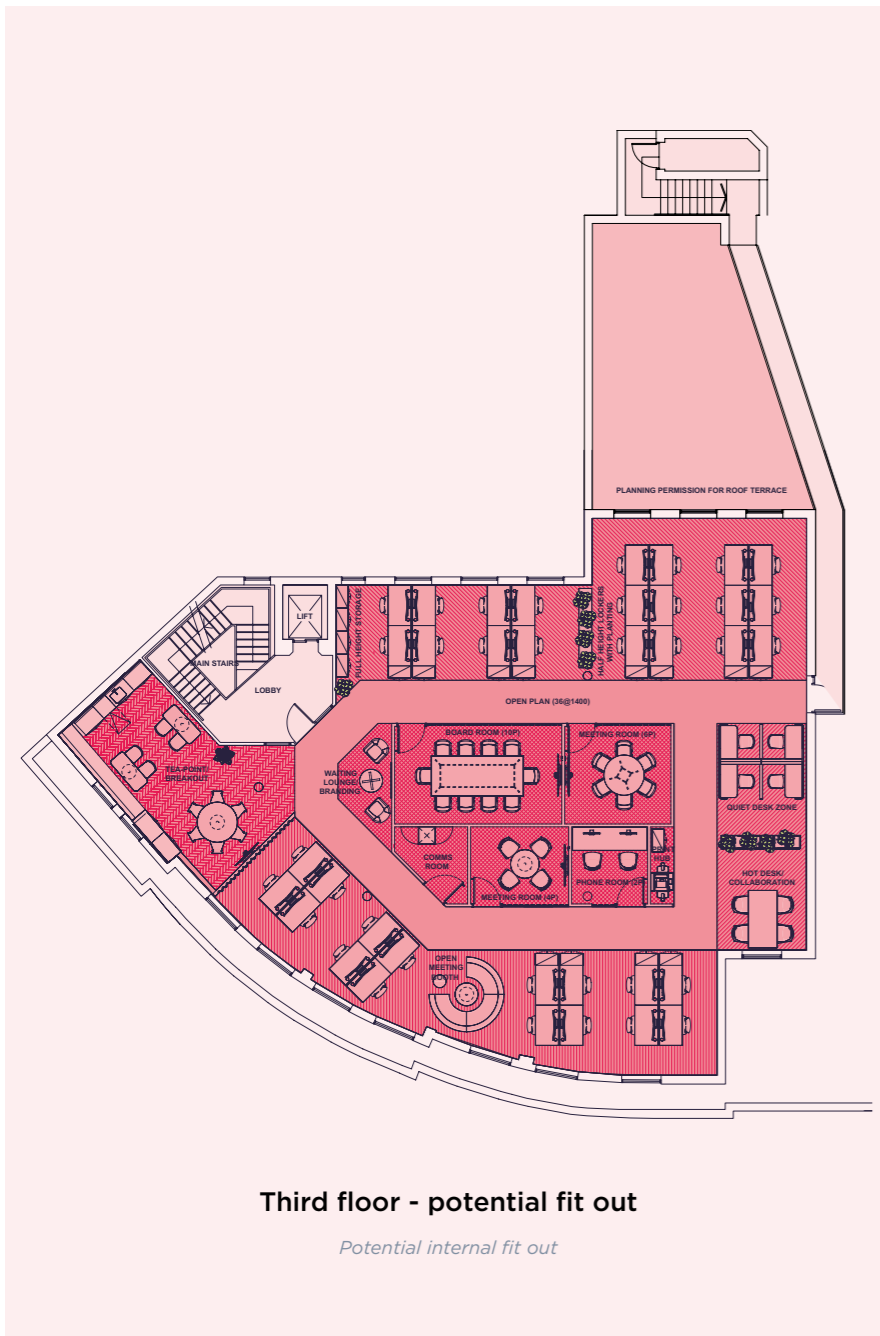 PLANNING PERMISSION FOR ROOF TERRACE
FULL HEIGHT STORAGE
HALF HEIGHT LOCKERS
WITH PLANTING
LIFT
MAIN STAIRS
LOBBY
OPEN PLAN (36@1400)
BOARD ROOM (10P)
MEETING ROOM (6P)
WAITING
LOUNGE/
BRANDING
TEA-POINT/
BREAKOUT
QUIET DESK ZONE
COMMS
ROOM
MEETING ROOM (4P)
PHONE ROOM (2P)
PRINT
HUB
HOT DESK/
COLLABORATION
OPEN
MEETING
BOOTH
Third floor - potential fit out
Potential internal fit out